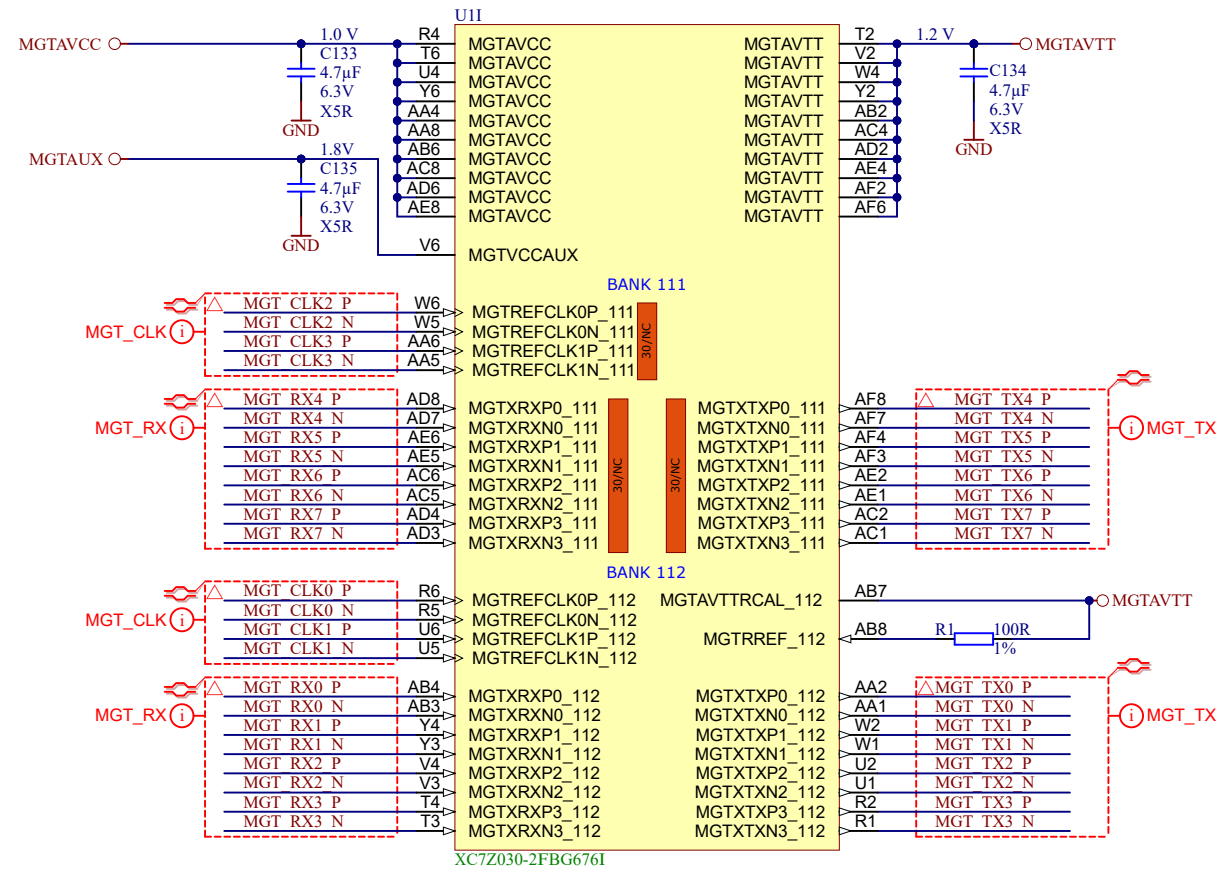 U1I
MGTAVCC 1.0 V R4 MGTAVCC MGTAVTT T2 1.2 V MGTAVTT
C133 T6 MGTAVCC MGTAVTT V2 C134
4.7µF U4 MGTAVCC MGTAVTT W4 4.7µF
6.3V Y6 MGTAVCC MGTAVTT Y2 6.3V
X5R AA4 MGTAVCC MGTAVTT AB2 X5R
GND AA8 MGTAVCC MGTAVTT AC4 GND
MGTAUX 1.8V AB6 MGTAVCC MGTAVTT AD2
C135 AC8 MGTAVCC MGTAVTT AE4
4.7µF AD6 MGTAVCC MGTAVTT AF2
6.3V AE8 MGTAVCC MGTAVTT AF6
X5R
GND V6 MGTVCCAUX
BANK 111
MGT_CLK i
MGT_CLK2_P W6 MGTREFCLK0P_111
MGT_CLK2_N W5 MGTREFCLK0N_111
MGT_CLK3_P AA6 MGTREFCLK1P_111
MGT_CLK3_N AA5 MGTREFCLK1N_111
30/NC
MGT_RX i
MGT_RX4_P AD8 MGTXRXP0_111 MGTXTXP0_111 AF8 MGT_TX4_P
MGT_RX4_N AD7 MGTXRXN0_111 MGTXTXN0_111 AF7 MGT_TX4_N
MGT_RX5_P AE6 MGTXRXP1_111 MGTXTXP1_111 AF4 MGT_TX5_P
MGT_RX5_N AE5 MGTXRXN1_111 MGTXTXN1_111 AF3 MGT_TX5_N
MGT_RX6_P AC6 MGTXRXP2_111 MGTXTXP2_111 AE2 MGT_TX6_P
MGT_RX6_N AC5 MGTXRXN2_111 MGTXTXN2_111 AE1 MGT_TX6_N
MGT_RX7_P AD4 MGTXRXP3_111 MGTXTXP3_111 AC2 MGT_TX7_P
MGT_RX7_N AD3 MGTXRXN3_111 MGTXTXN3_111 AC1 MGT_TX7_N
30/NC
30/NC
i MGT_TX
BANK 112
MGT_CLK i
MGT_CLK0_P R6 MGTREFCLK0P_112 MGTAVTTRCAL_112 AB7 MGTAVTT
MGT_CLK0_N R5 MGTREFCLK0N_112
MGT_CLK1_P U6 MGTREFCLK1P_112 MGTRREF_112 AB8 R1 100R
MGT_CLK1_N U5 MGTREFCLK1N_112 1%
MGT_RX i
MGT_RX0_P AB4 MGTXRXP0_112 MGTXTXP0_112 AA2 MGT_TX0_P
MGT_RX0_N AB3 MGTXRXN0_112 MGTXTXN0_112 AA1 MGT_TX0_N
MGT_RX1_P Y4 MGTXRXP1_112 MGTXTXP1_112 W2 MGT_TX1_P
MGT_RX1_N Y3 MGTXRXN1_112 MGTXTXN1_112 W1 MGT_TX1_N
MGT_RX2_P V4 MGTXRXP2_112 MGTXTXP2_112 U2 MGT_TX2_P
MGT_RX2_N V3 MGTXRXN2_112 MGTXTXN2_112 U1 MGT_TX2_N
MGT_RX3_P T4 MGTXRXP3_112 MGTXTXP3_112 R2 MGT_TX3_P
MGT_RX3_N T3 MGTXRXN3_112 MGTXTXN3_112 R1 MGT_TX3_N
i MGT_TX
XC7Z030-2FBG676I